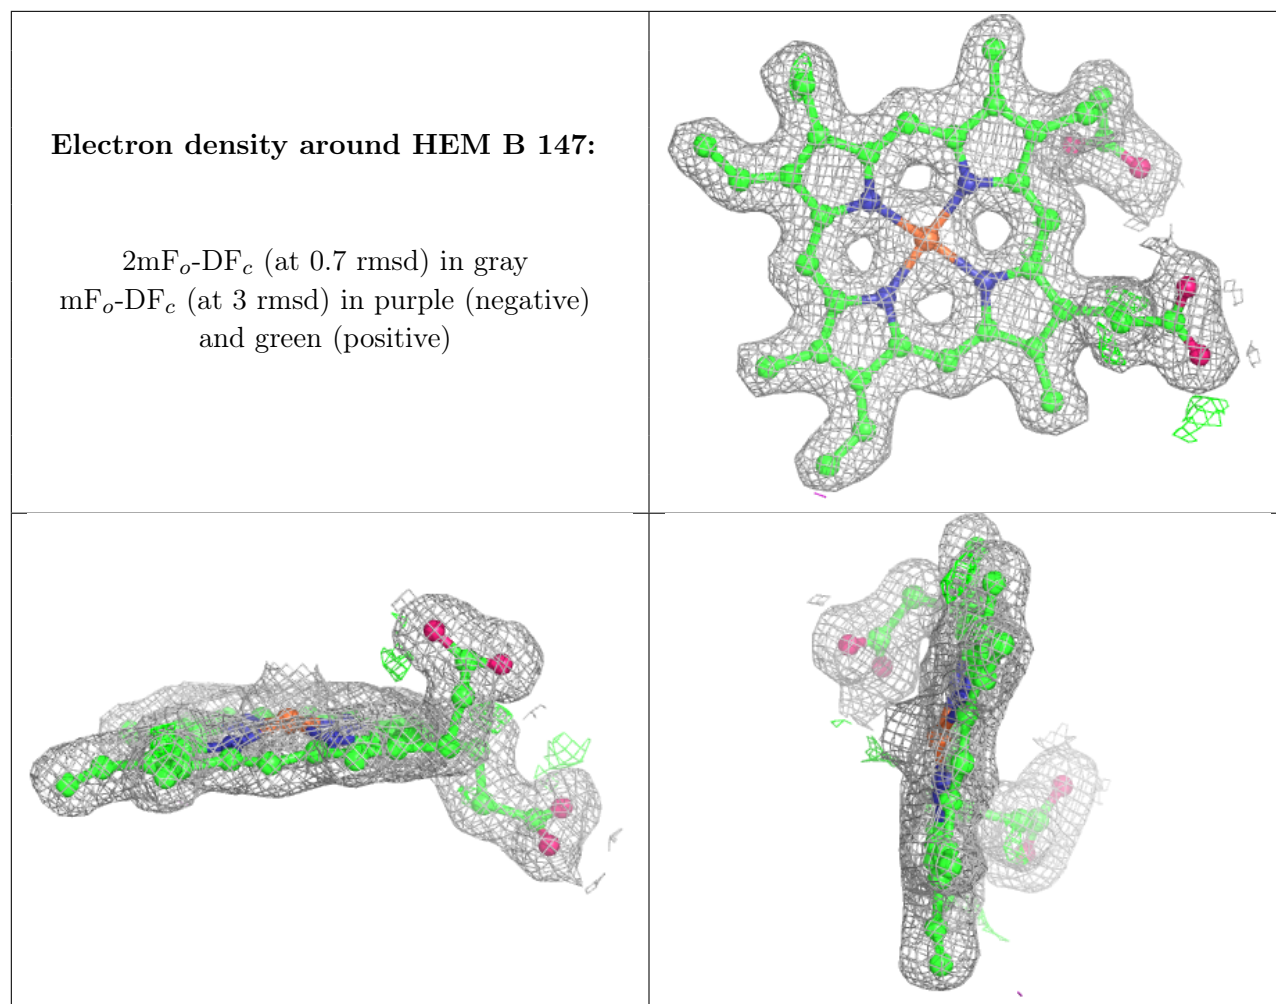 Electron density around HEM B 147:
2mFₒ-DF𝒸 (at 0.7 rmsd) in gray
mFₒ-DF𝒸 (at 3 rmsd) in purple (negative)
and green (positive)